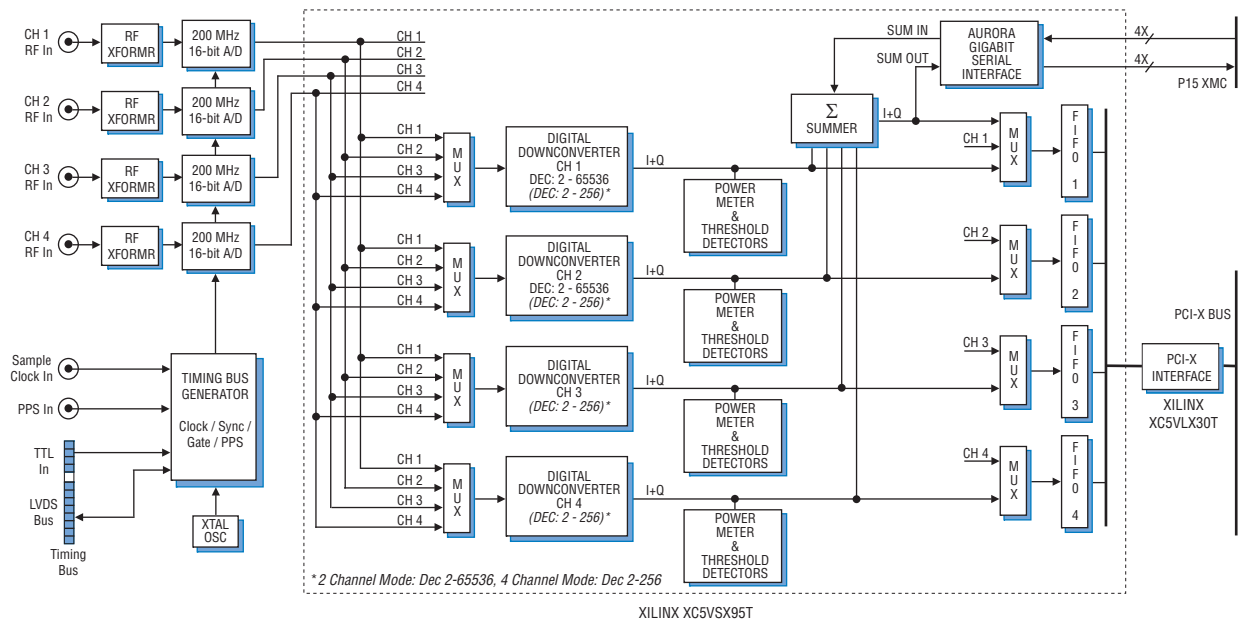 CH 1
RF In
RF
XFORMR
200 MHz
16-bit A/D
CH 2
RF In
RF
XFORMR
200 MHz
16-bit A/D
CH 3
RF In
RF
XFORMR
200 MHz
16-bit A/D
CH 4
RF In
RF
XFORMR
200 MHz
16-bit A/D
Sample
Clock In
PPS In
TTL
In
LVDS
Bus
Timing
Bus
TIMING BUS
GENERATOR
Clock / Sync /
Gate / PPS
XTAL
OSC
CH 1
CH 2
CH 3
CH 4
SUM IN
SUM OUT
AURORA
GIGABIT
SERIAL
INTERFACE
4X
4X
P15 XMC
Σ
SUMMER
I+Q
CH 1
CH 2
CH 3
CH 4
MUX
DIGITAL
DOWNCONVERTER
CH 1
DEC: 2 - 65536
(DEC: 2 - 256)*
I+Q
POWER
METER
&
THRESHOLD
DETECTORS
CH 1
MUX
FIFO 1
CH 1
CH 2
CH 3
CH 4
MUX
DIGITAL
DOWNCONVERTER
CH 2
DEC: 2 - 65536
(DEC: 2 - 256)*
I+Q
POWER
METER
&
THRESHOLD
DETECTORS
CH 2
MUX
FIFO 2
CH 1
CH 2
CH 3
CH 4
MUX
DIGITAL
DOWNCONVERTER
CH 3
(DEC: 2 - 256)*
I+Q
POWER
METER
&
THRESHOLD
DETECTORS
CH 3
MUX
FIFO 3
CH 1
CH 2
CH 3
CH 4
MUX
DIGITAL
DOWNCONVERTER
CH 4
(DEC: 2 - 256)*
I+Q
POWER
METER
&
THRESHOLD
DETECTORS
CH 4
MUX
FIFO 4
PCI-X BUS
PCI-X
INTERFACE
XILINX
XC5VLX30T
*2 Channel Mode: Dec 2-65536, 4 Channel Mode: Dec 2-256
XILINX XC5VSX95T